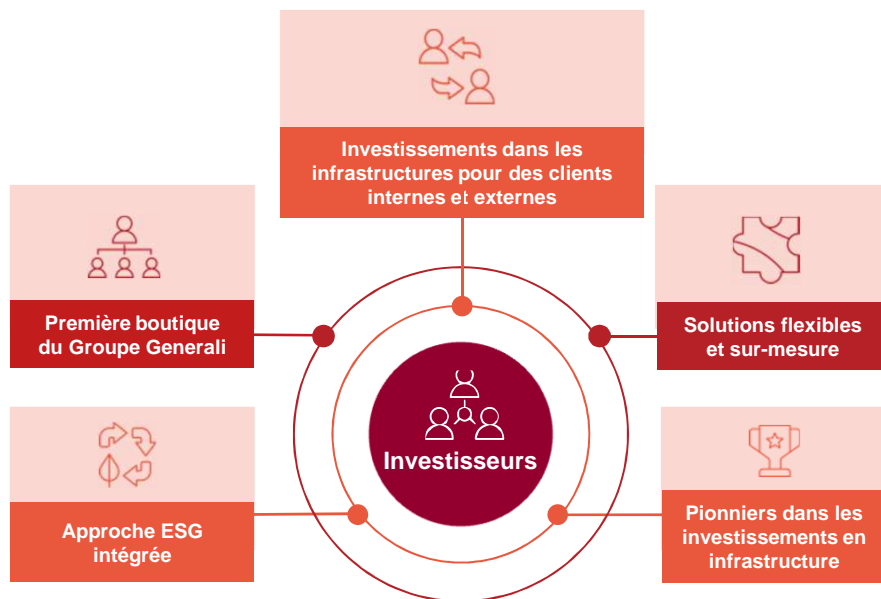 Investissements dans les
infrastructures pour des clients
internes et externes
Première boutique
du Groupe Generali
Solutions flexibles
et sur-mesure
Investisseurs
Approche ESG
intégrée
Pionniers dans les
investissements en
infrastructure